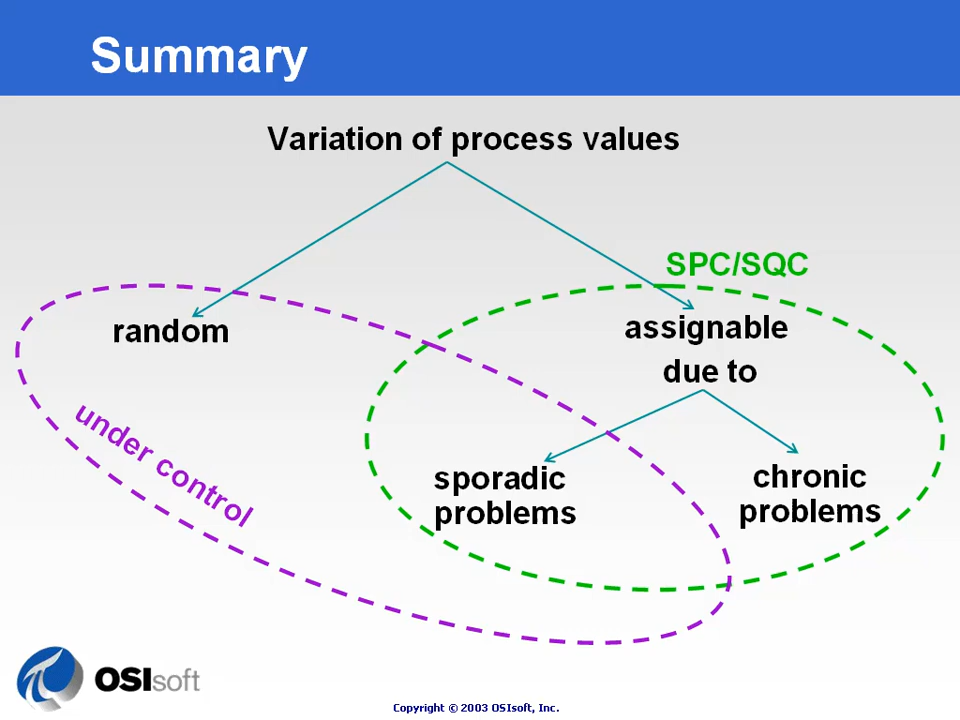 Summary
Variation of process values
SPC/SQC
random
assignable
due to
under control
sporadic
problems
chronic
problems
OSIsoft
Copyright © 2003 OSIsoft, Inc.